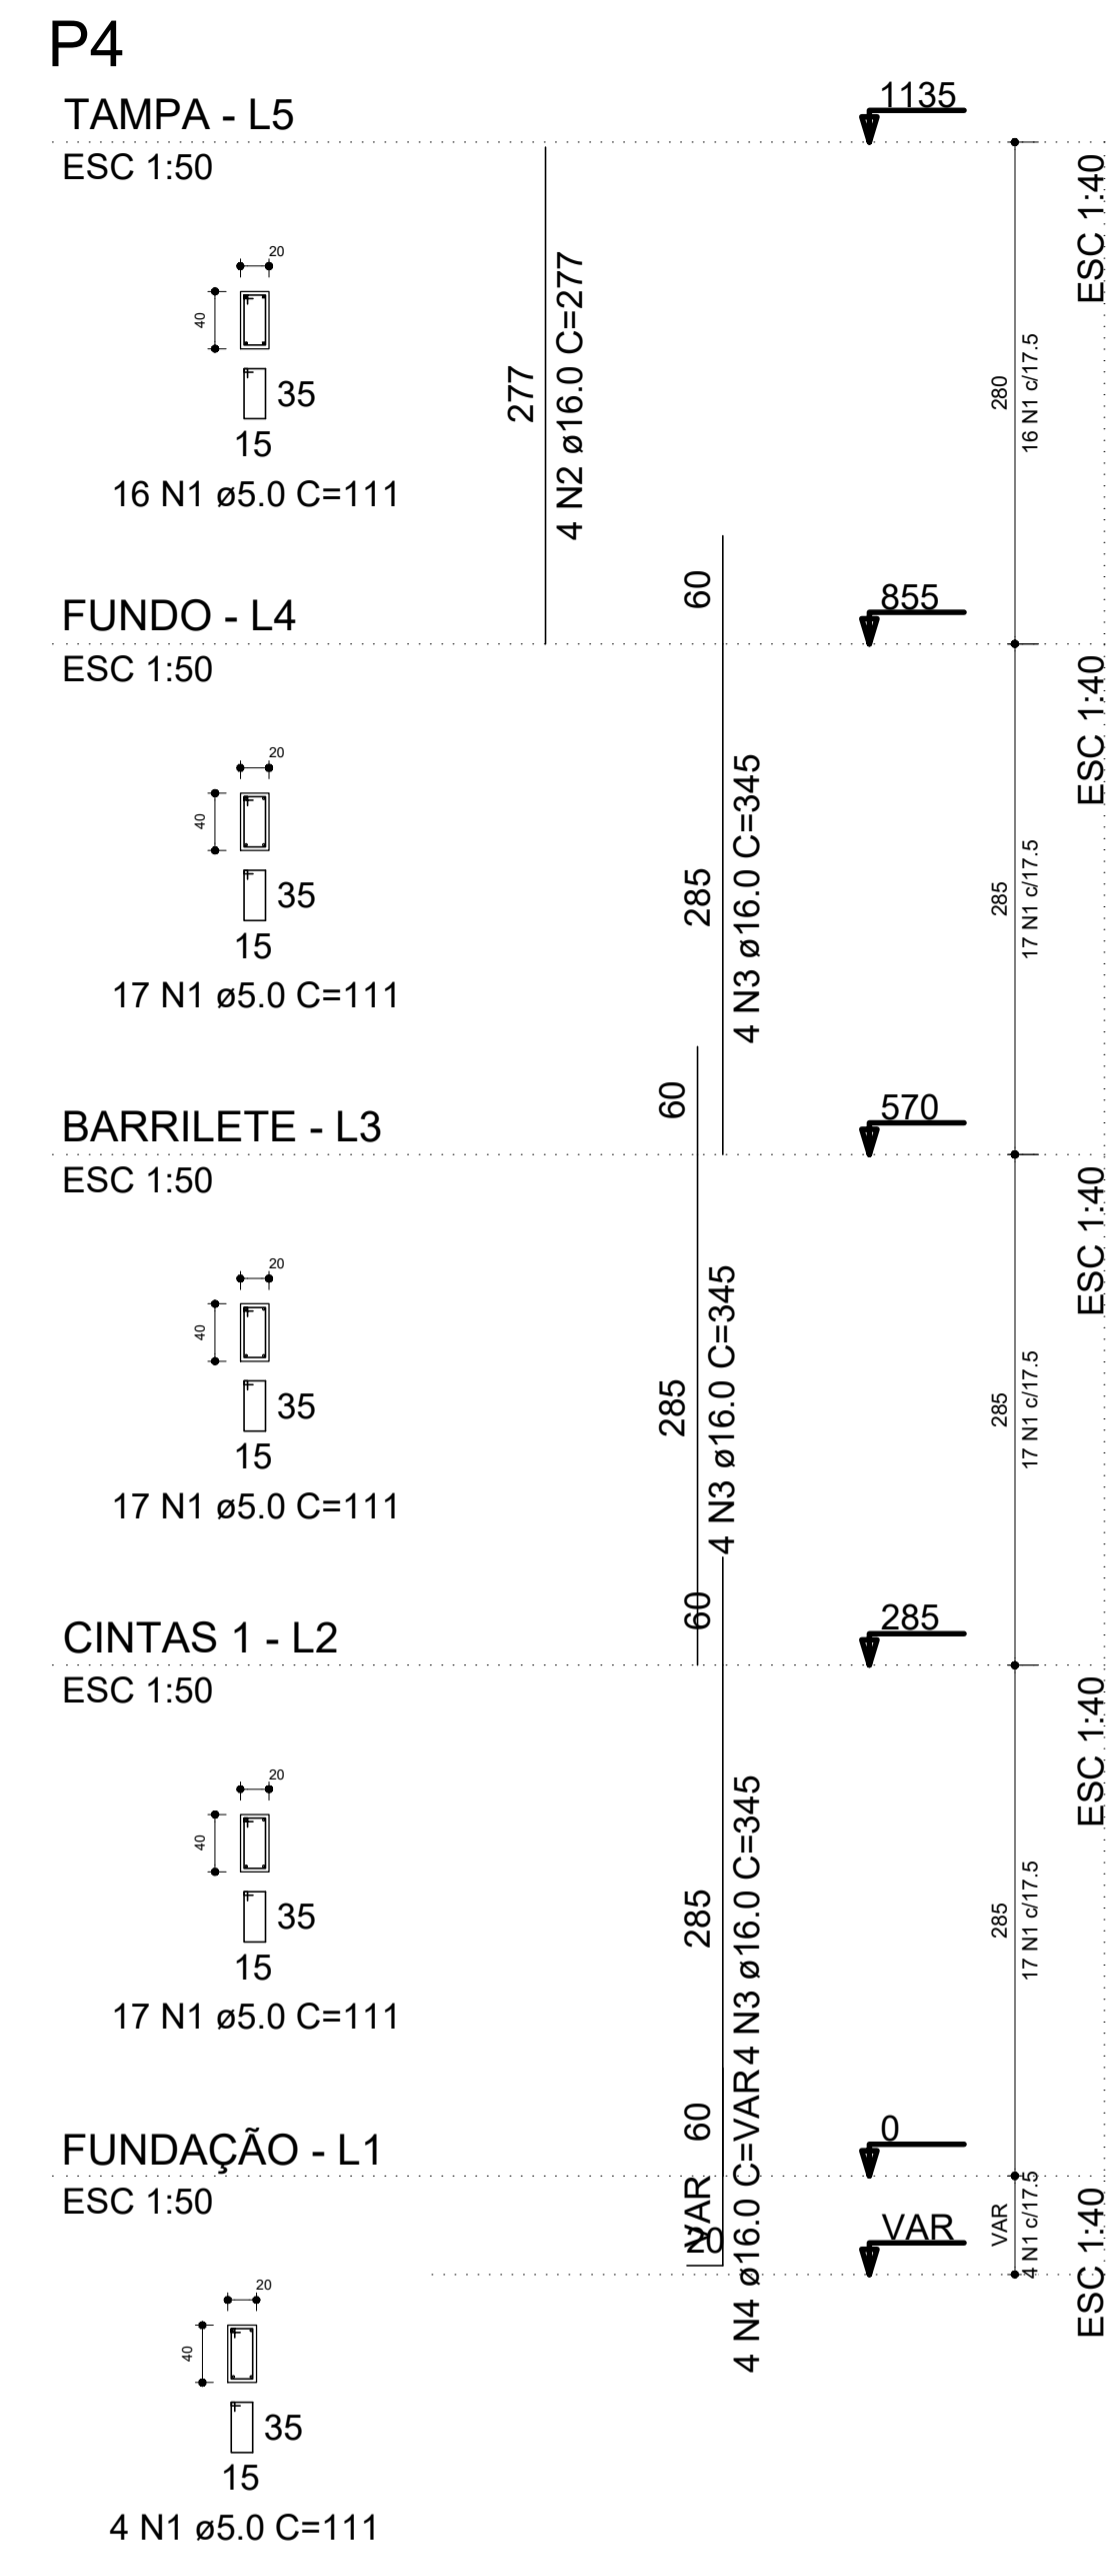 P4
TAMPA - L5
1135
ESC 1:50
ESC 1:40
20
40
35
15
16 N1 ø5.0 C=111
277
4 N2 ø16.0 C=277
280
16 N1 c/17.5
60
FUNDO - L4
855
ESC 1:50
ESC 1:40
20
40
35
15
17 N1 ø5.0 C=111
285
4 N3 ø16.0 C=345
285
17 N1 c/17.5
60
BARRILETE - L3
570
ESC 1:50
ESC 1:40
20
40
35
15
17 N1 ø5.0 C=111
285
4 N3 ø16.0 C=345
285
17 N1 c/17.5
60
CINTAS 1 - L2
285
ESC 1:50
ESC 1:40
20
40
35
15
17 N1 ø5.0 C=111
285
4 N3 ø16.0 C=345
285
17 N1 c/17.5
60
FUNDAÇÃO - L1
0
ESC 1:50
ESC 1:40
VAR
20
4 N4 ø16.0 C=VAR
VAR
VAR
4 N1 c/17.5
20
40
35
15
4 N1 ø5.0 C=111